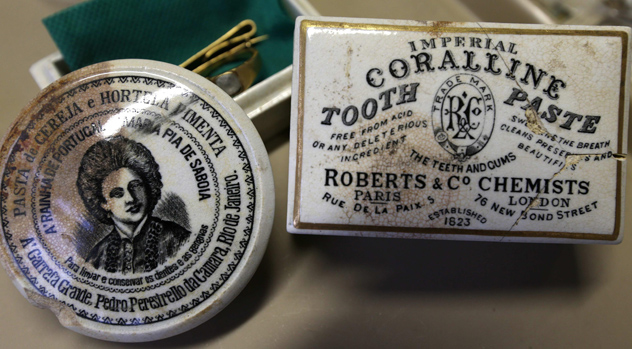 PASTA de CEREJA e HORTELÃ PIMENTA
A RAINHA DE PORTUGAL MARIA PIA DE SABOIA
Para limpar e conservar os dentes e as gengivas
A' Garrafa Grande. Pedro Perestrello da Camara, Rio de Janeiro.
IMPERIAL
CORALLINE
TOOTH PASTE
TRADE MARK
FREE FROM ACID
OR ANY DELETERIOUS
INGREDIENT
THE BREATH
CLEANS AND
BEAUTIFIES
THE TEETH AND GUMS
ROBERTS & Co CHEMISTS
PARIS LONDON
RUE DE LA PAIX, 5 76 NEW BOND STREET
ESTABLISHED
1823